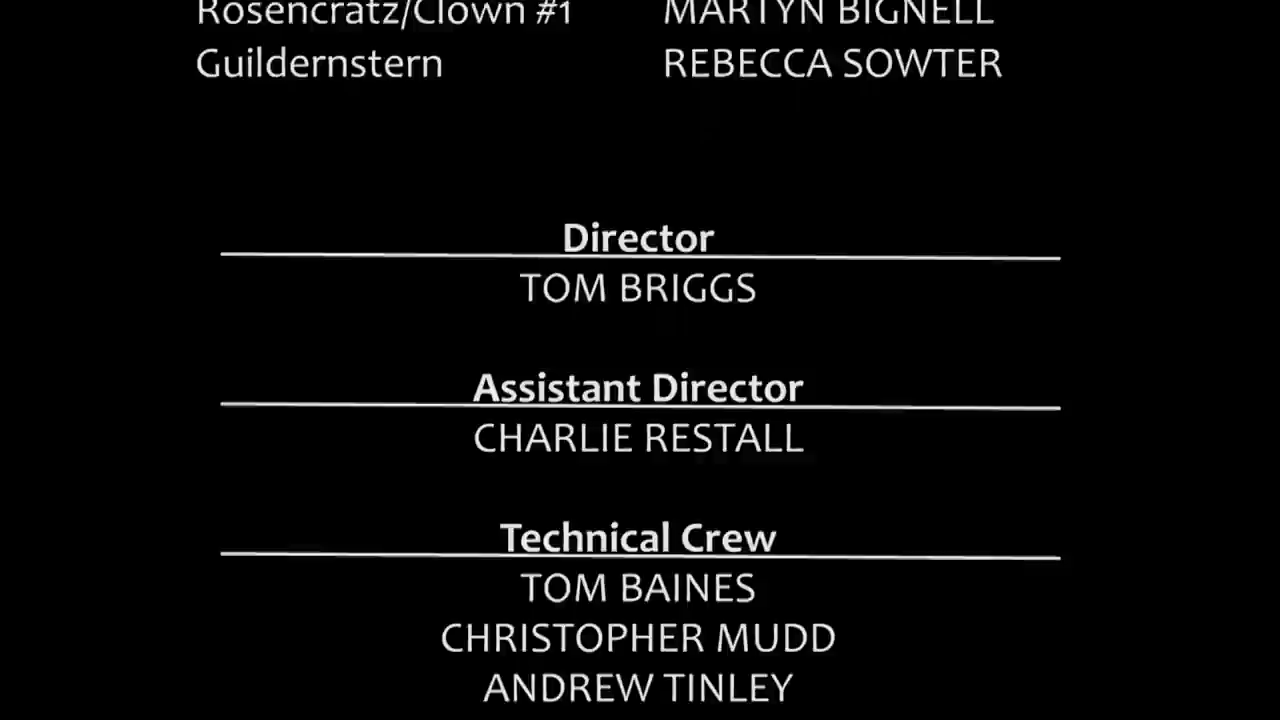 Rosencratz/Clown #1 MARTYN BIGNELL
Guildernstern REBECCA SOWTER
Director
TOM BRIGGS
Assistant Director
CHARLIE RESTALL
Technical Crew
TOM BAINES
CHRISTOPHER MUDD
ANDREW TINLEY